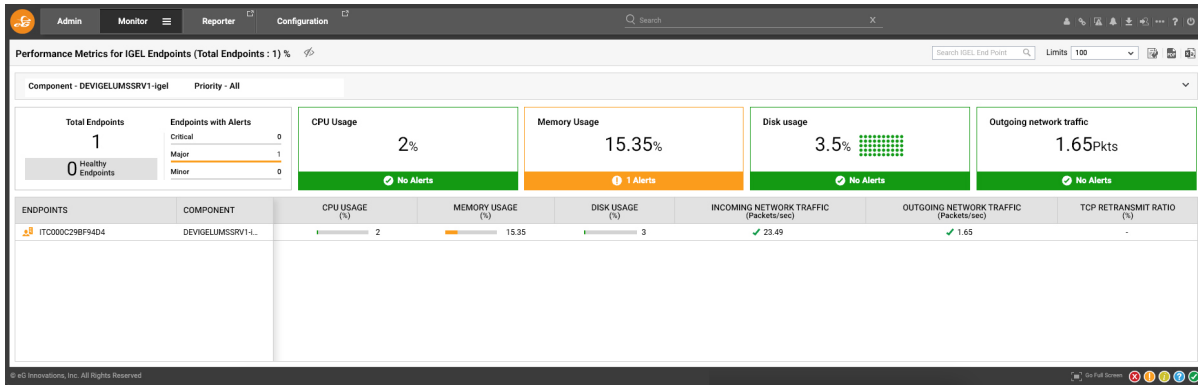 eG Admin Monitor Reporter Configuration Search X ?
Performance Metrics for IGEL Endpoints (Total Endpoints : 1) % Search IGEL End Point Limits 100
Component - DEVIGELUMSSRV1-igel Priority - All
Total Endpoints
1
0 Healthy Endpoints
Endpoints with Alerts
Critical 0
Major 1
Minor 0
CPU Usage
2%
No Alerts
Memory Usage
15.35%
1 Alerts
Disk usage
3.5%
No Alerts
Outgoing network traffic
1.65Pkts
No Alerts
ENDPOINTS COMPONENT CPU USAGE (%) MEMORY USAGE (%) DISK USAGE (%) INCOMING NETWORK TRAFFIC (Packets/sec) OUTGOING NETWORK TRAFFIC (Packets/sec) TCP RETRANSMIT RATIO (%)
ITC000C29BF94D4 DEVIGELUMSSRV1-i... 2 15.35 3 23.49 1.65 -
© eG Innovations, Inc. All Rights Reserved Go Full Screen